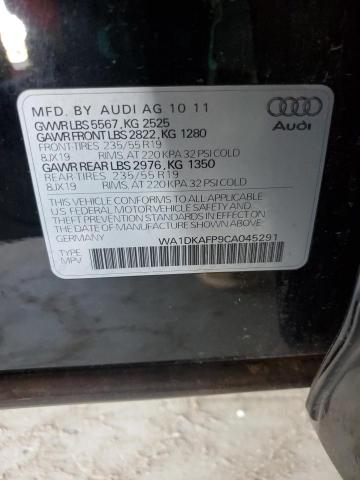 MFD. BY AUDI AG 10 11
GVWR LBS 5567, KG 2525
GAWR FRONT LBS 2822, KG 1280
FRONT-TIRES 235/55 R19
8JX19 RIMS, AT 220 KPA 32 PSI COLD
GAWR REAR LBS 2976, KG 1350
REAR-TIRES 235/55 R19
8JX19 RIMS, AT 220 KPA 32 PSI COLD
Audi
THIS VEHICLE CONFORMS TO ALL APPLICABLE
U.S. FEDERAL MOTOR VEHICLE SAFETY AND
THEFT PREVENTION STANDARDS IN EFFECT ON
THE DATE OF MANUFACTURE SHOWN ABOVE.
GERMANY WA1DKAFP9CA045291
TYPE:
MPV